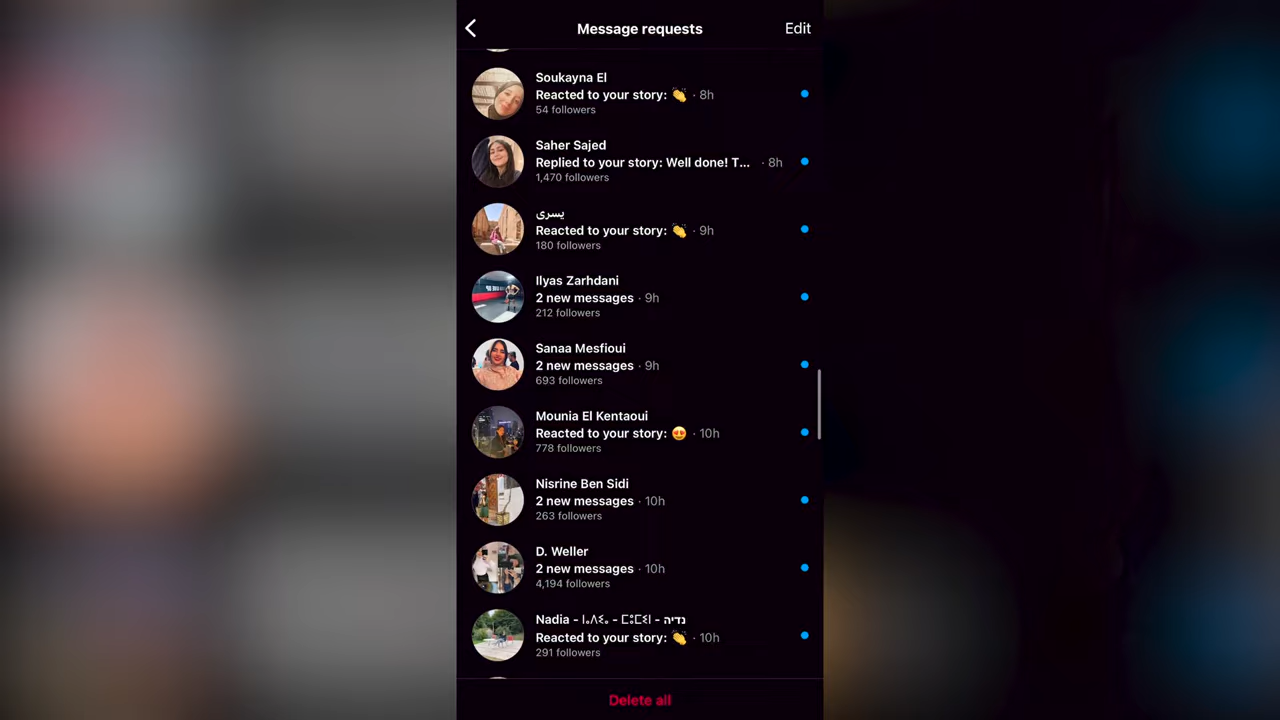 Message requests
Edit
Soukayna El
Reacted to your story: 👏 · 8h
54 followers
Saher Sajed
Replied to your story: Well done! T... · 8h
1,470 followers
يسرى
Reacted to your story: 👏 · 9h
180 followers
Ilyas Zarhdani
2 new messages · 9h
212 followers
Sanaa Mesfioui
2 new messages · 9h
693 followers
Mounia El Kentaoui
Reacted to your story: 😍 · 10h
778 followers
Nisrine Ben Sidi
2 new messages · 10h
263 followers
D. Weller
2 new messages · 10h
4,194 followers
Nadia - ⵏⴰⴷⵢⴰ - ⵎⵓⵎⵢⵏ - נדיה
Reacted to your story: 👏 · 10h
291 followers
Delete all